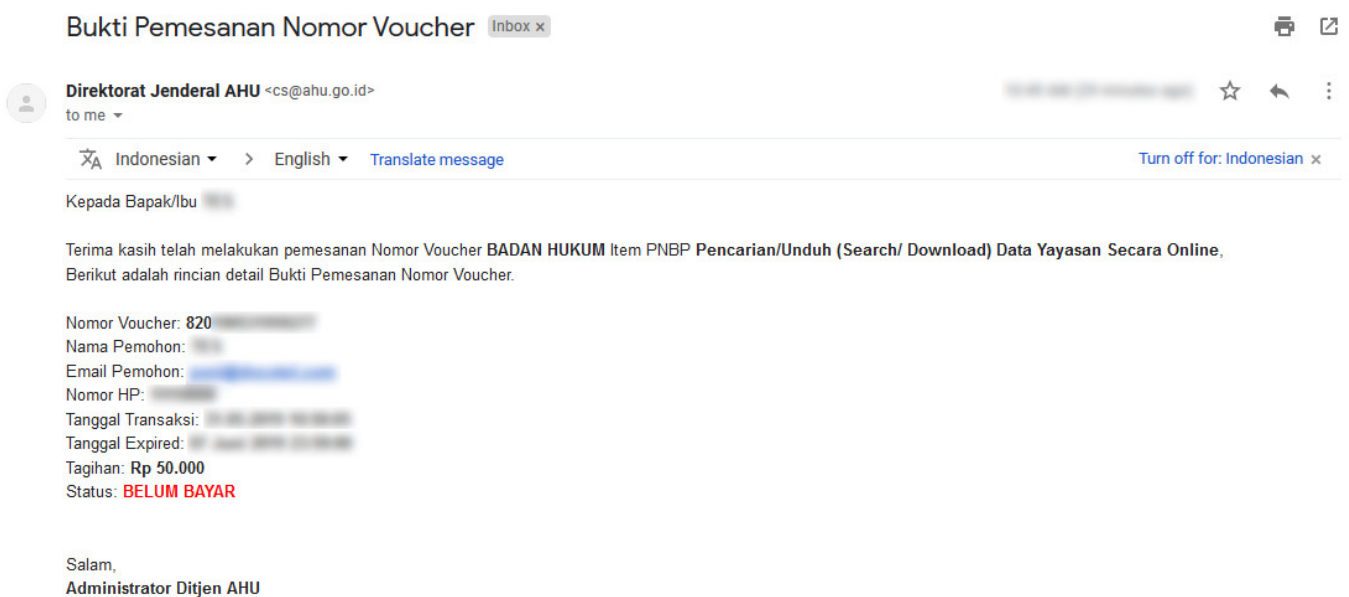 Bukti Pemesanan Nomor Voucher Inbox x
Direktorat Jenderal AHU <cs@ahu.go.id>
to me
Indonesian > English Translate message Turn off for: Indonesian x
Kepada Bapak/Ibu
Terima kasih telah melakukan pemesanan Nomor Voucher BADAN HUKUM Item PNBP Pencarian/Unduh (Search/ Download) Data Yayasan Secara Online,
Berikut adalah rincian detail Bukti Pemesanan Nomor Voucher.
Nomor Voucher: 820
Nama Pemohon:
Email Pemohon:
Nomor HP:
Tanggal Transaksi:
Tanggal Expired:
Tagihan: Rp 50.000
Status: BELUM BAYAR
Salam,
Administrator Ditjen AHU